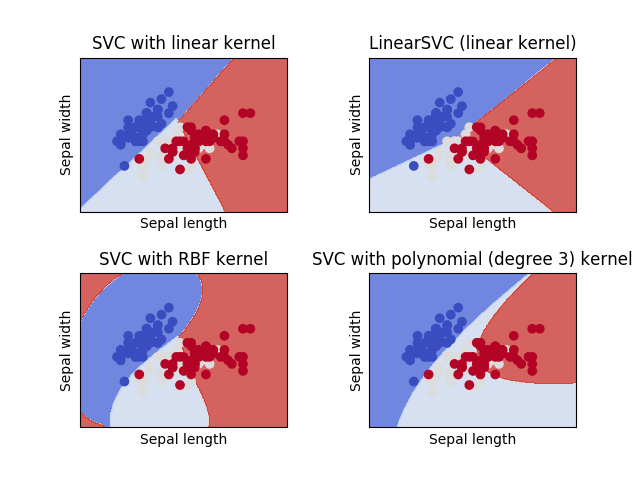 SVC with linear kernel
LinearSVC (linear kernel)
Sepal width
Sepal width
Sepal length
Sepal length
SVC with RBF kernel
SVC with polynomial (degree 3) kernel
Sepal width
Sepal width
Sepal length
Sepal length